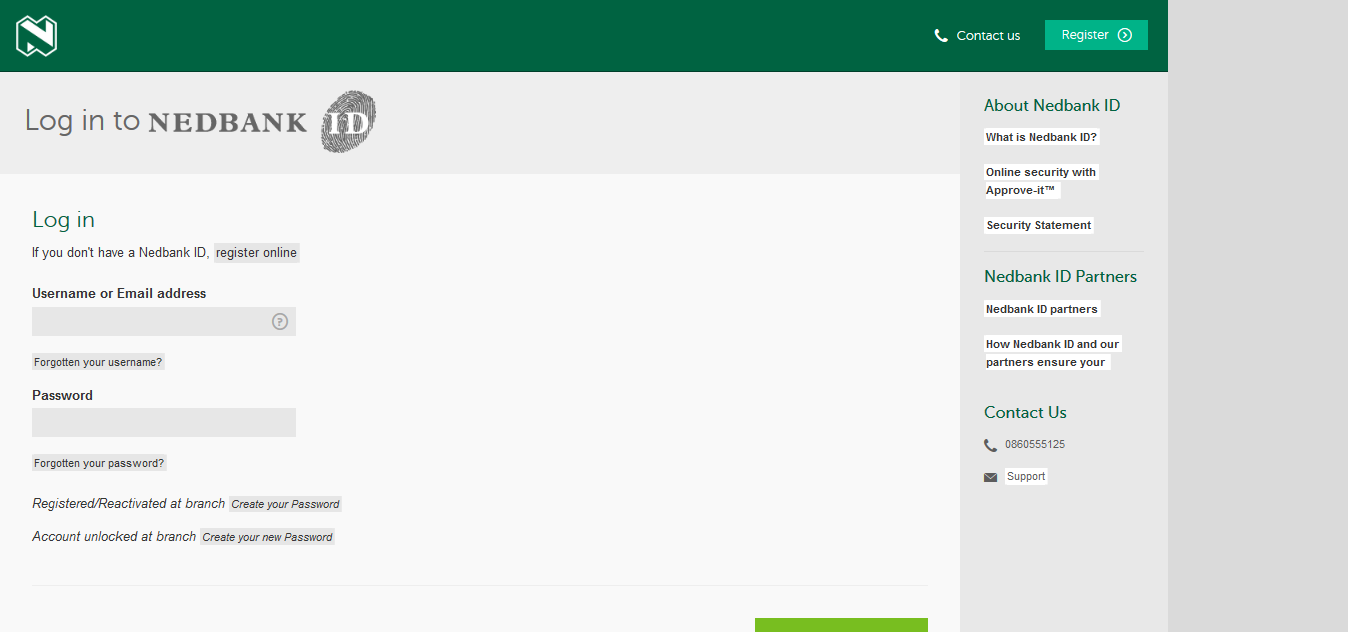 Contact us
Register
Log in to NEDBANK ID
Log in
If you don't have a Nedbank ID, register online
Username or Email address
?
Forgotten your username?
Password
Forgotten your password?
Registered/Reactivated at branch Create your Password
Account unlocked at branch Create your new Password
About Nedbank ID
What is Nedbank ID?
Online security with
Approve-it™
Security Statement
Nedbank ID Partners
Nedbank ID partners
How Nedbank ID and our
partners ensure your
Contact Us
0860555125
Support